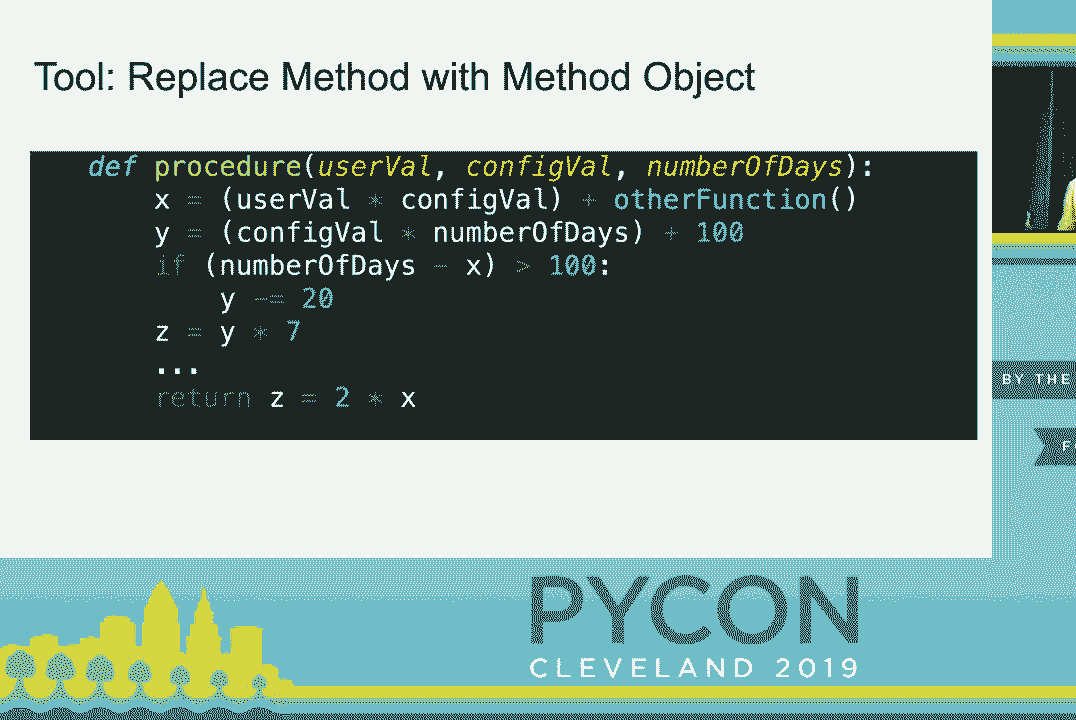 Tool: Replace Method with Method Object
def procedure(userVal, configVal, numberOfDays):
x = (userVal * configVal) + otherFunction()
y = (configVal * numberOfDays) + 100
if (numberOfDays - x) > 100:
y -= 20
z = y * 7
...
return z = 2 * x
BY THE
PYCON
CLEVELAND 2019